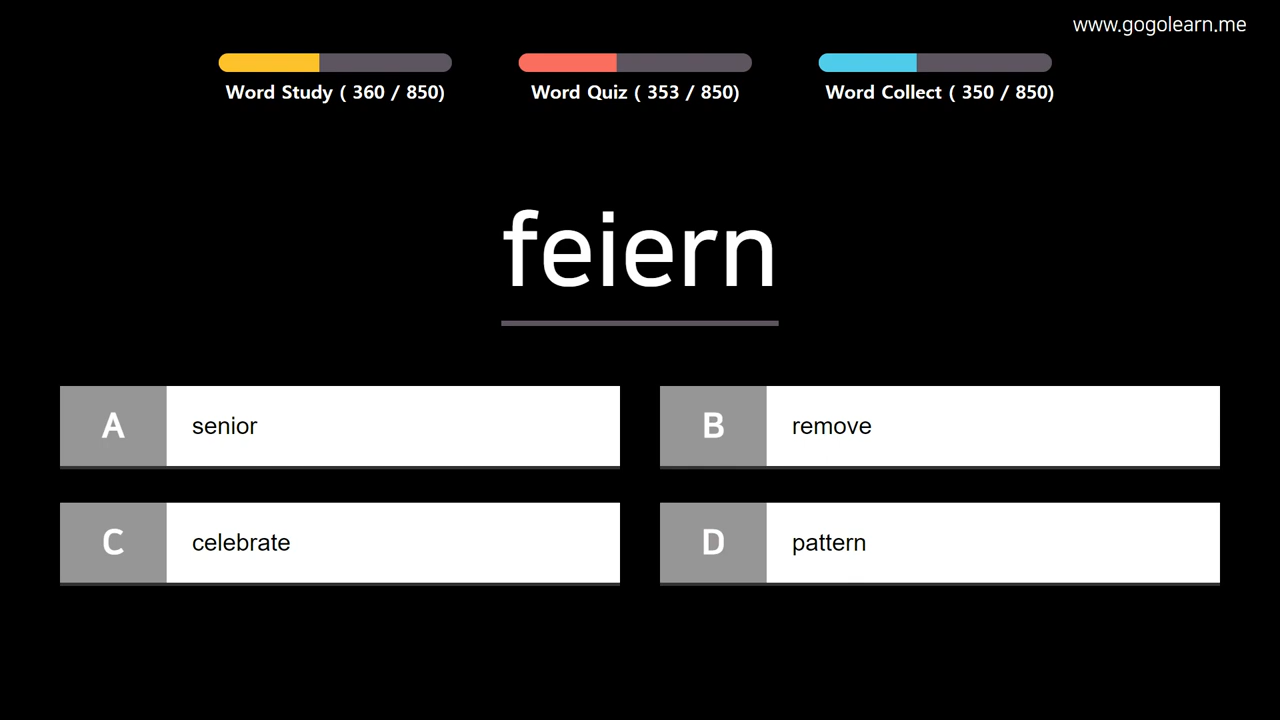 www.gogolearn.me
Word Study ( 360 / 850)
Word Quiz ( 353 / 850)
Word Collect ( 350 / 850)
feiern
A senior
B remove
C celebrate
D pattern